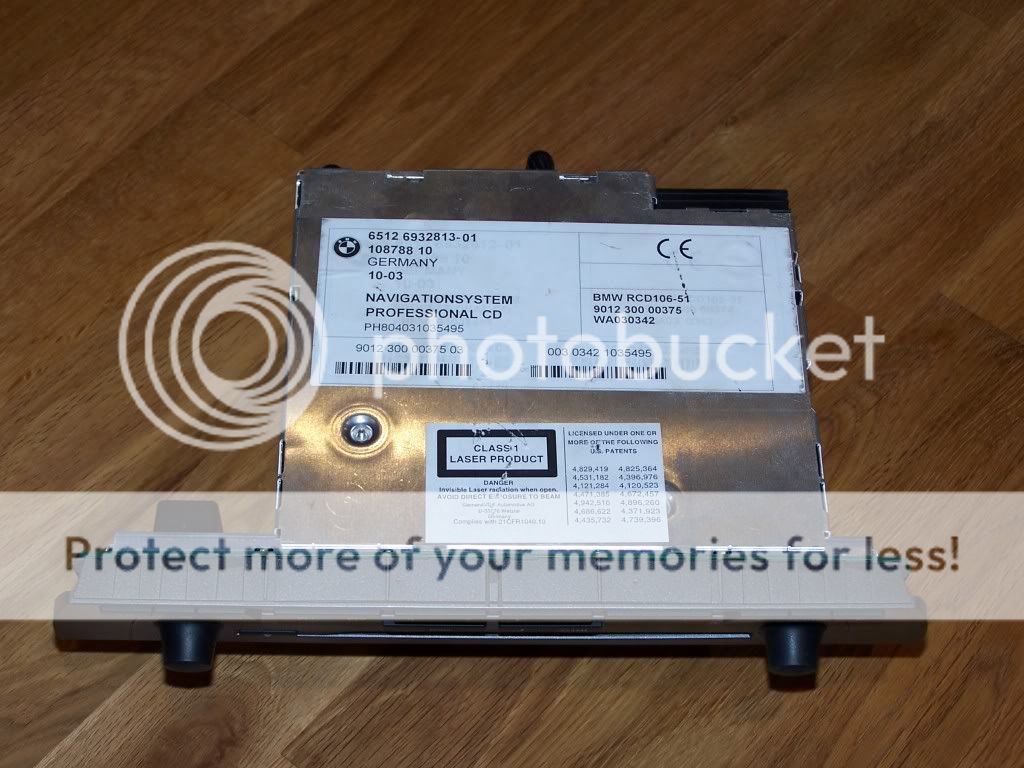 6512 6932813-01
108788 10
GERMANY
10-03
NAVIGATIONSYSTEM
PROFESSIONAL CD
PH804031035495
CE
BMW RCD106-51
9012 300 00375
WA030342
9012 300 00375 03
003 0342 1035495
photobucket
CLASS 1
LASER PRODUCT
DANGER
Invisible Laser radiation when open.
AVOID DIRECT EXPOSURE TO BEAM
Germany
Complies with 21CFR1040.10
LICENSED UNDER ONE OR
MORE OF THE FOLLOWING
U.S. PATENTS
4,829,419 4,825,364
4,531,182 4,396,976
4,121,284 4,120,523
4,471,385 4,672,457
4,942,516 4,896,260
4,686,622 4,371,923
4,435,732 4,739,396
Protect more of your memories for less!